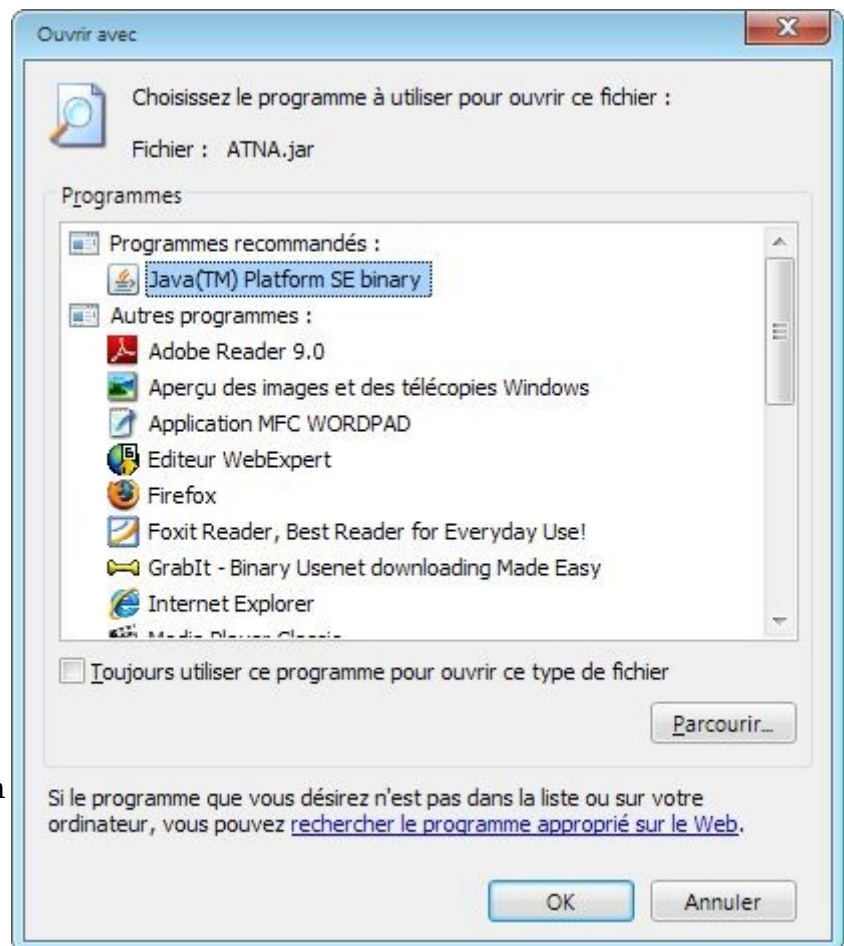 Ouvrir avec
Choisissez le programme à utiliser pour ouvrir ce fichier :
Fichier : ATNA.jar
Programmes
Programmes recommandés :
Java(TM) Platform SE binary
Autres programmes :
Adobe Reader 9.0
Aperçu des images et des télécopies Windows
Application MFC WORDPAD
Editeur WebExpert
Firefox
Foxit Reader, Best Reader for Everyday Use!
GrabIt - Binary Usenet downloading Made Easy
Internet Explorer
Media Player Classic
Toujours utiliser ce programme pour ouvrir ce type de fichier
Parcourir...
Si le programme que vous désirez n'est pas dans la liste ou sur votre
ordinateur, vous pouvez rechercher le programme approprié sur le Web.
OK Annuler